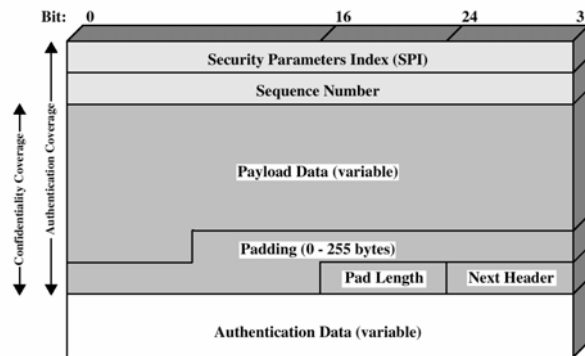 Bit: 0 16 24 3
Security Parameters Index (SPI)
Sequence Number
Confidentiality Coverage
Authentication Coverage
Payload Data (variable)
Padding (0 - 255 bytes)
Pad Length
Next Header
Authentication Data (variable)